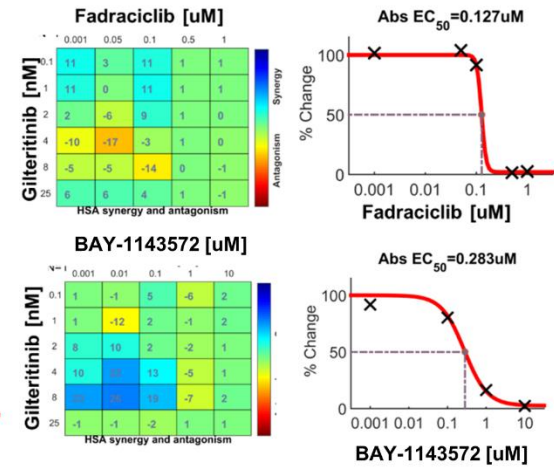 Fadraciclib [uM]
0.001 0.05 0.1 0.5 1
Gilteritinib [nM]
0.1 11 3 11 1 1
1 11 0 11 1 1
2 2 -6 9 1 0
4 -10 -17 -3 1 0
8 -5 -5 -14 0 -1
25 6 6 4 1 -1
HSA synergy and antagonism
Synergy
Antagonism
Abs EC50=0.127uM
% Change
100
50
0
0.001 0.01 0.1 1
Fadraciclib [uM]
BAY-1143572 [uM]
0.001 0.01 0.1 1 10
Gilteritinib [nM]
0.1 1 -1 5 -6 2
1 1 -12 2 -1 2
2 8 10 2 -2 1
4 10 13 -5 1
8 19 -7 2
25 -1 -1 -2 1 1
HSA synergy and antagonism
Abs EC50=0.283uM
% Change
100
50
0
0.001 0.01 0.1 1 10
BAY-1143572 [uM]